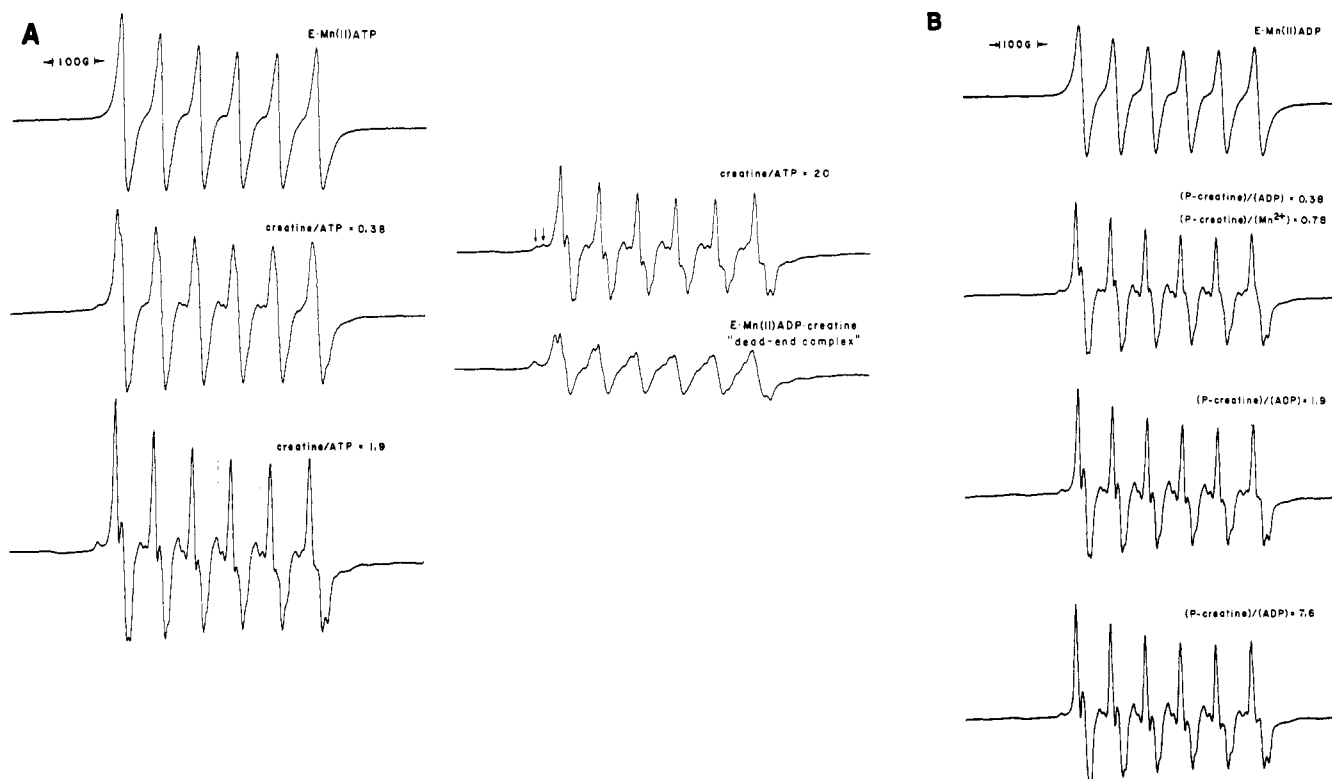 A
E·Mn(II)ATP
100G
creatine/ATP = 0.38
creatine/ATP = 1.9
creatine/ATP = 20
E·Mn(II)ADP·creatine
"dead-end complex"
B
E·Mn(II)ADP
100G
(P-creatine)/(ADP) = 0.38
(P-creatine)/(Mn²⁺) = 0.78
(P-creatine)/(ADP) = 1.9
(P-creatine)/(ADP) = 7.6